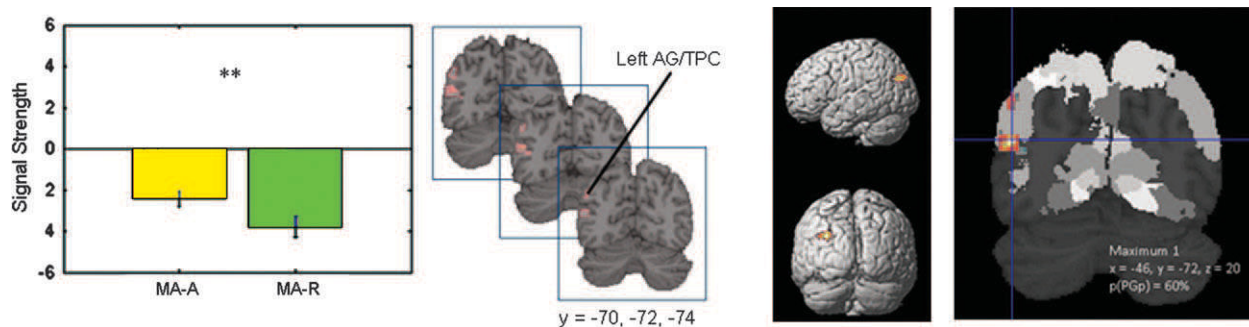 Signal Strength
6
4
2
0
2
4
-6
**
MA-A
MA-R
Left AG/TPC
y = -70, -72, -74
Maximum 1
x = -46, y = -72, z = 20
p(PGp) = 60%